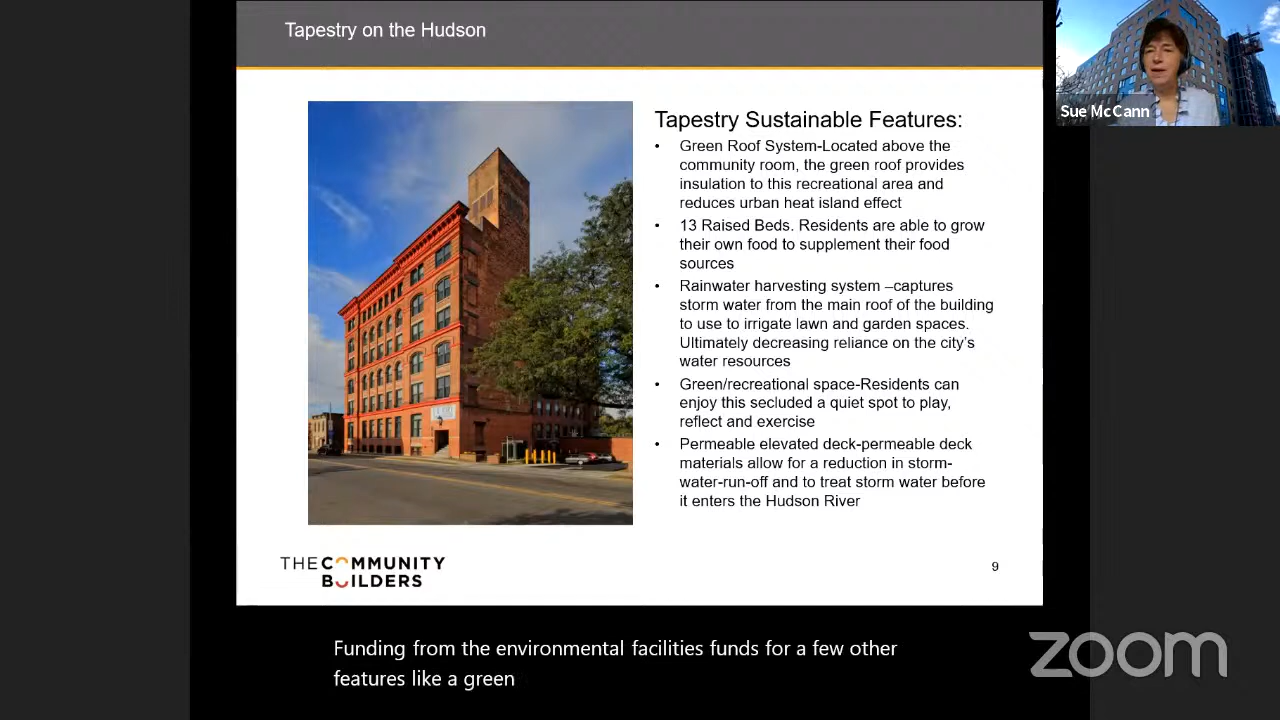 Tapestry on the Hudson
Sue McCann
Tapestry Sustainable Features:
• Green Roof System-Located above the
community room, the green roof provides
insulation to this recreational area and
reduces urban heat island effect
• 13 Raised Beds. Residents are able to grow
their own food to supplement their food
sources
• Rainwater harvesting system –captures
storm water from the main roof of the building
to use to irrigate lawn and garden spaces.
Ultimately decreasing reliance on the city's
water resources
• Green/recreational space-Residents can
enjoy this secluded a quiet spot to play,
reflect and exercise
• Permeable elevated deck-permeable deck
materials allow for a reduction in storm-
water-run-off and to treat storm water before
it enters the Hudson River
THE COMMUNITY
BUILDERS
9
Funding from the environmental facilities funds for a few other
features like a green
zoom